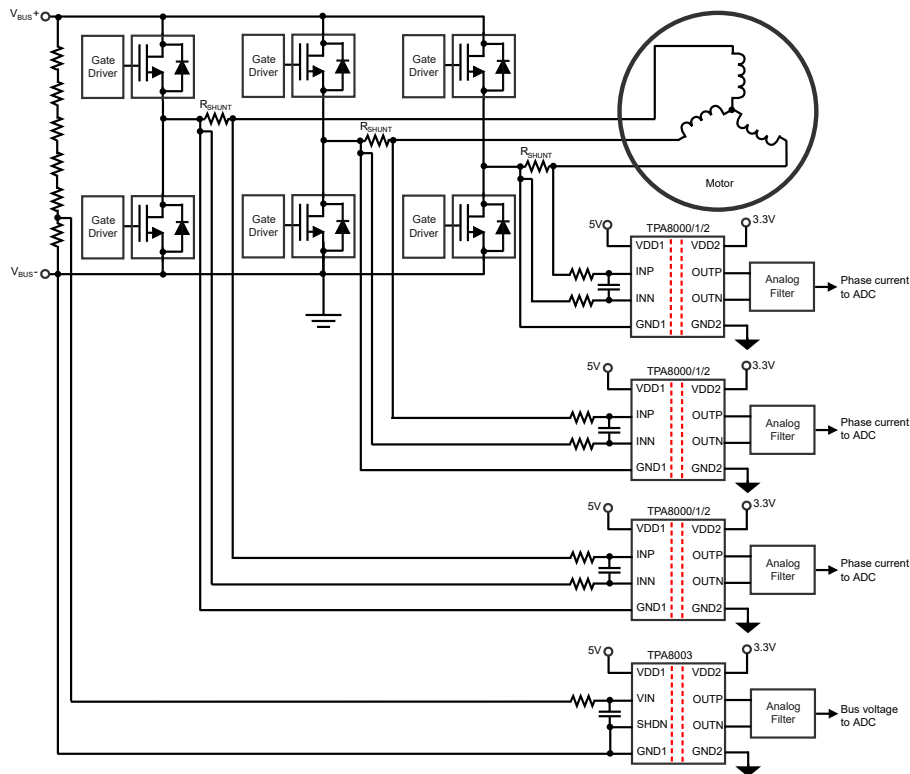 VBUS+
Gate
Driver
Gate
Driver
Gate
Driver
RSHUNT
RSHUNT
RSHUNT
Motor
Gate
Driver
Gate
Driver
Gate
Driver
VBUS-
5V
TPA8000/1/2
3.3V
VDD1
VDD2
INP
OUTP
INN
OUTN
GND1
GND2
Analog
Filter
Phase current
to ADC
5V
TPA8000/1/2
3.3V
VDD1
VDD2
INP
OUTP
INN
OUTN
GND1
GND2
Analog
Filter
Phase current
to ADC
5V
TPA8000/1/2
3.3V
VDD1
VDD2
INP
OUTP
INN
OUTN
GND1
GND2
Analog
Filter
Phase current
to ADC
5V
TPA8003
3.3V
VDD1
VDD2
VIN
OUTP
SHDN
OUTN
GND1
GND2
Analog
Filter
Bus voltage
to ADC